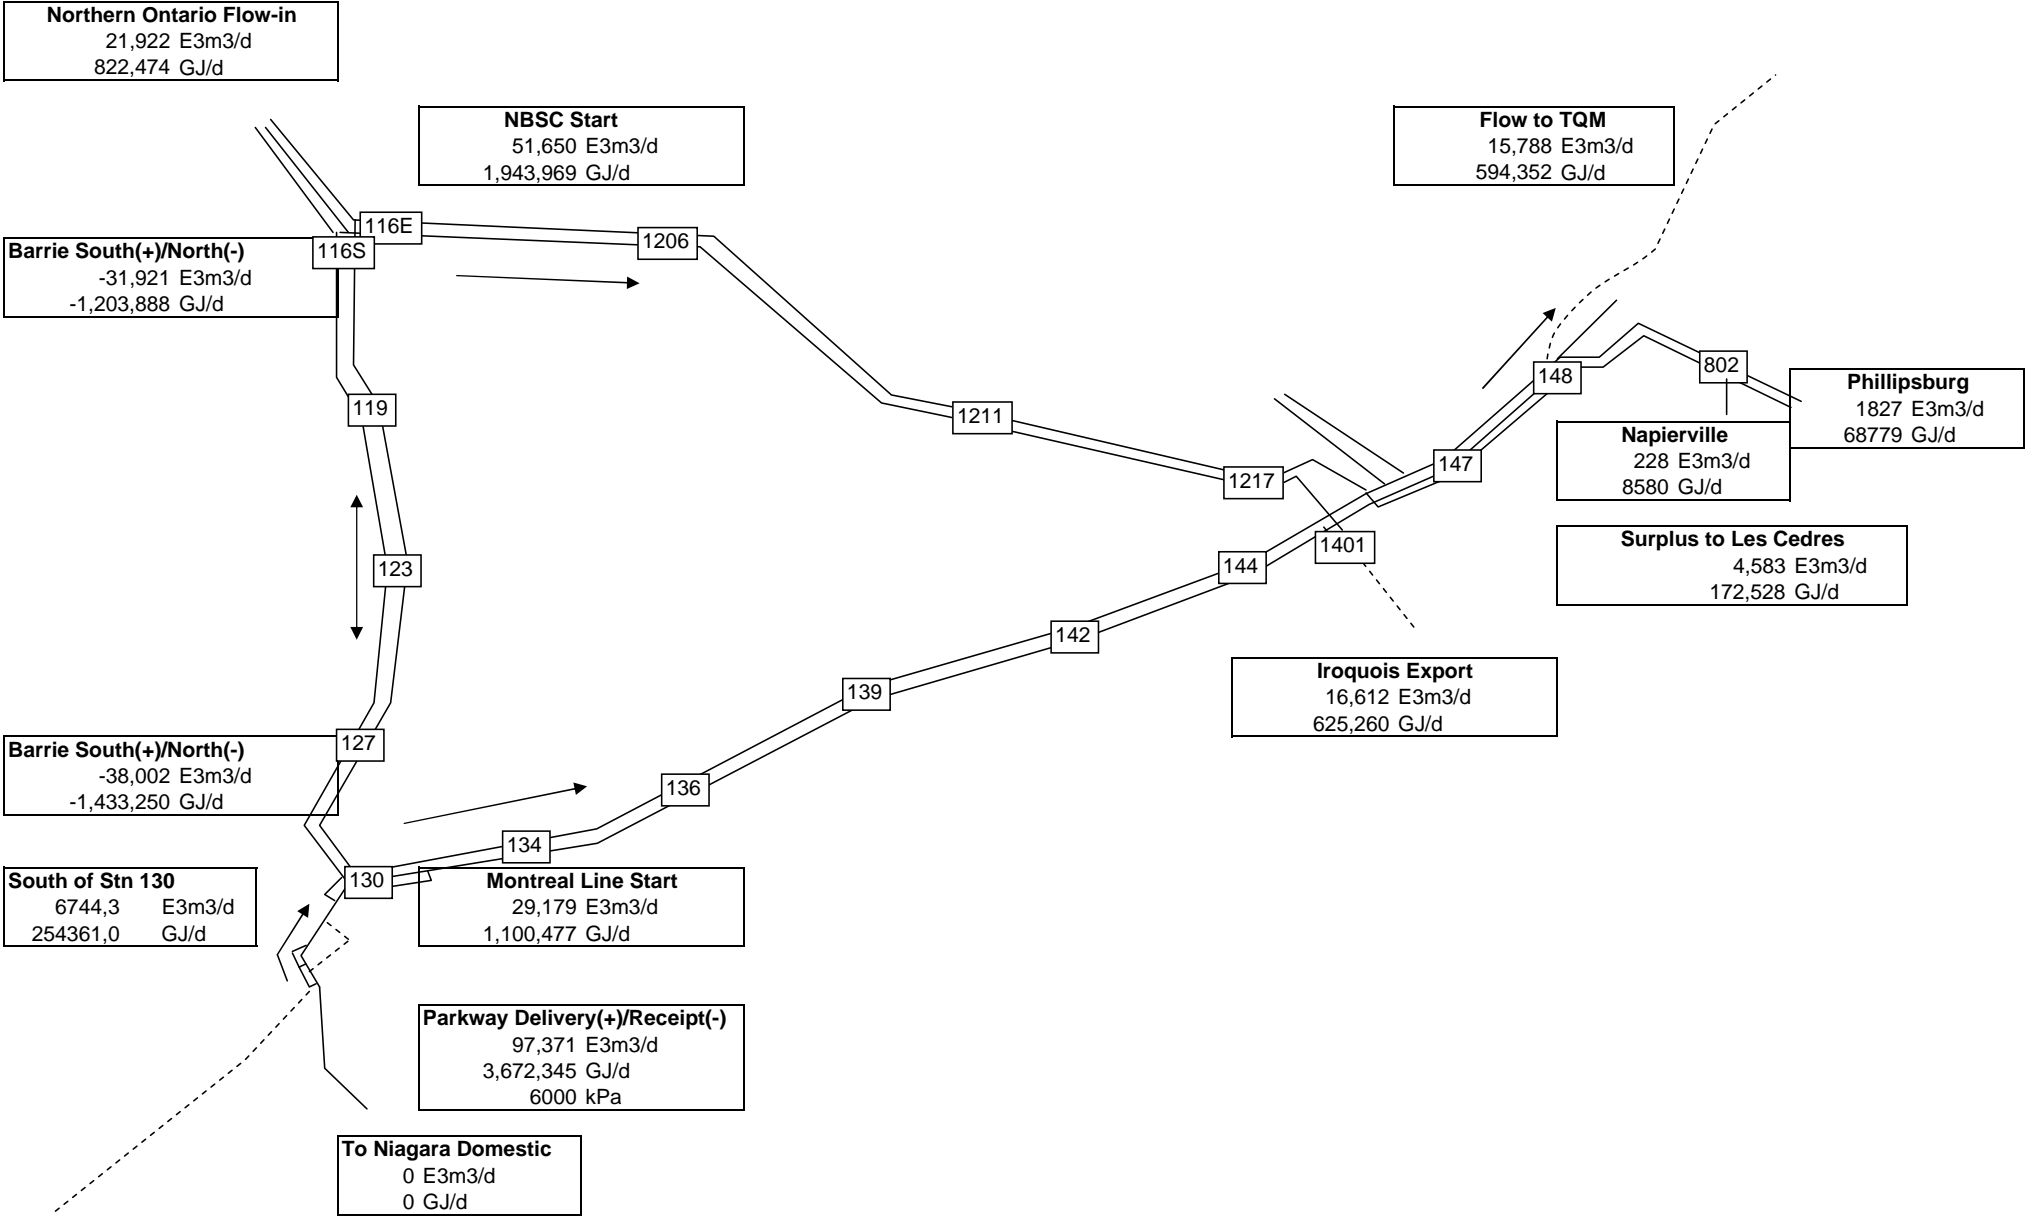 Northern Ontario Flow-in
21,922 E3m3/d
822,474 GJ/d
NBSC Start
51,650 E3m3/d
1,943,969 GJ/d
Flow to TQM
15,788 E3m3/d
594,352 GJ/d
116E
1206
116S
Barrie South(+)/North(-)
-31,921 E3m3/d
-1,203,888 GJ/d
119
1211
1217
147
148
802
Phillipsburg
1827 E3m3/d
68779 GJ/d
Napierville
228 E3m3/d
8580 GJ/d
Surplus to Les Cedres
4,583 E3m3/d
172,528 GJ/d
123
1401
144
142
139
Iroquois Export
16,612 E3m3/d
625,260 GJ/d
127
Barrie South(+)/North(-)
-38,002 E3m3/d
-1,433,250 GJ/d
136
134
130
South of Stn 130
6744,3 E3m3/d
254361,0 GJ/d
Montreal Line Start
29,179 E3m3/d
1,100,477 GJ/d
Parkway Delivery(+)/Receipt(-)
97,371 E3m3/d
3,672,345 GJ/d
6000 kPa
To Niagara Domestic
0 E3m3/d
0 GJ/d